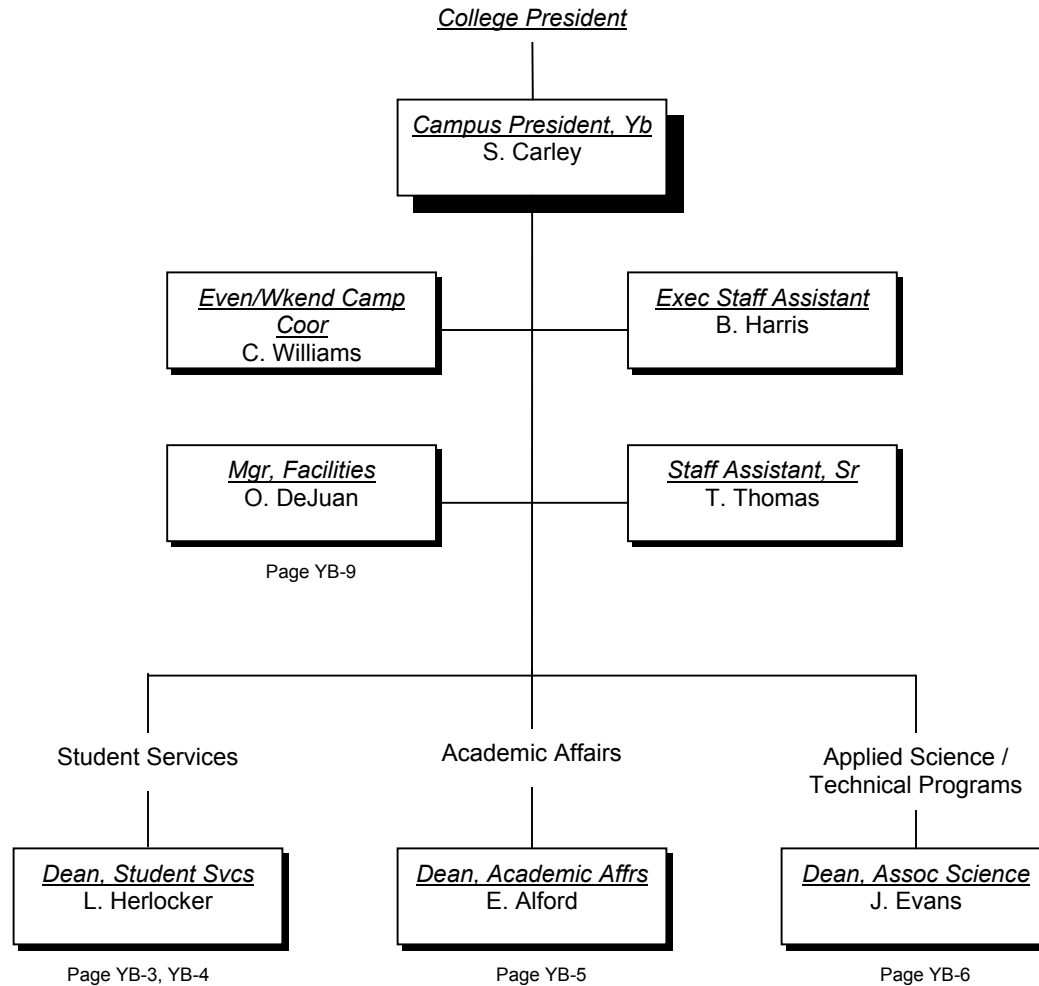 College President
Campus President, Yb
S. Carley
Even/Wkend Camp
Coor
C. Williams
Exec Staff Assistant
B. Harris
Mgr, Facilities
O. DeJuan
Staff Assistant, Sr
T. Thomas
Page YB-9
Student Services
Academic Affairs
Applied Science /
Technical Programs
Dean, Student Svcs
L. Herlocker
Dean, Academic Affrs
E. Alford
Dean, Assoc Science
J. Evans
Page YB-3, YB-4
Page YB-5
Page YB-6